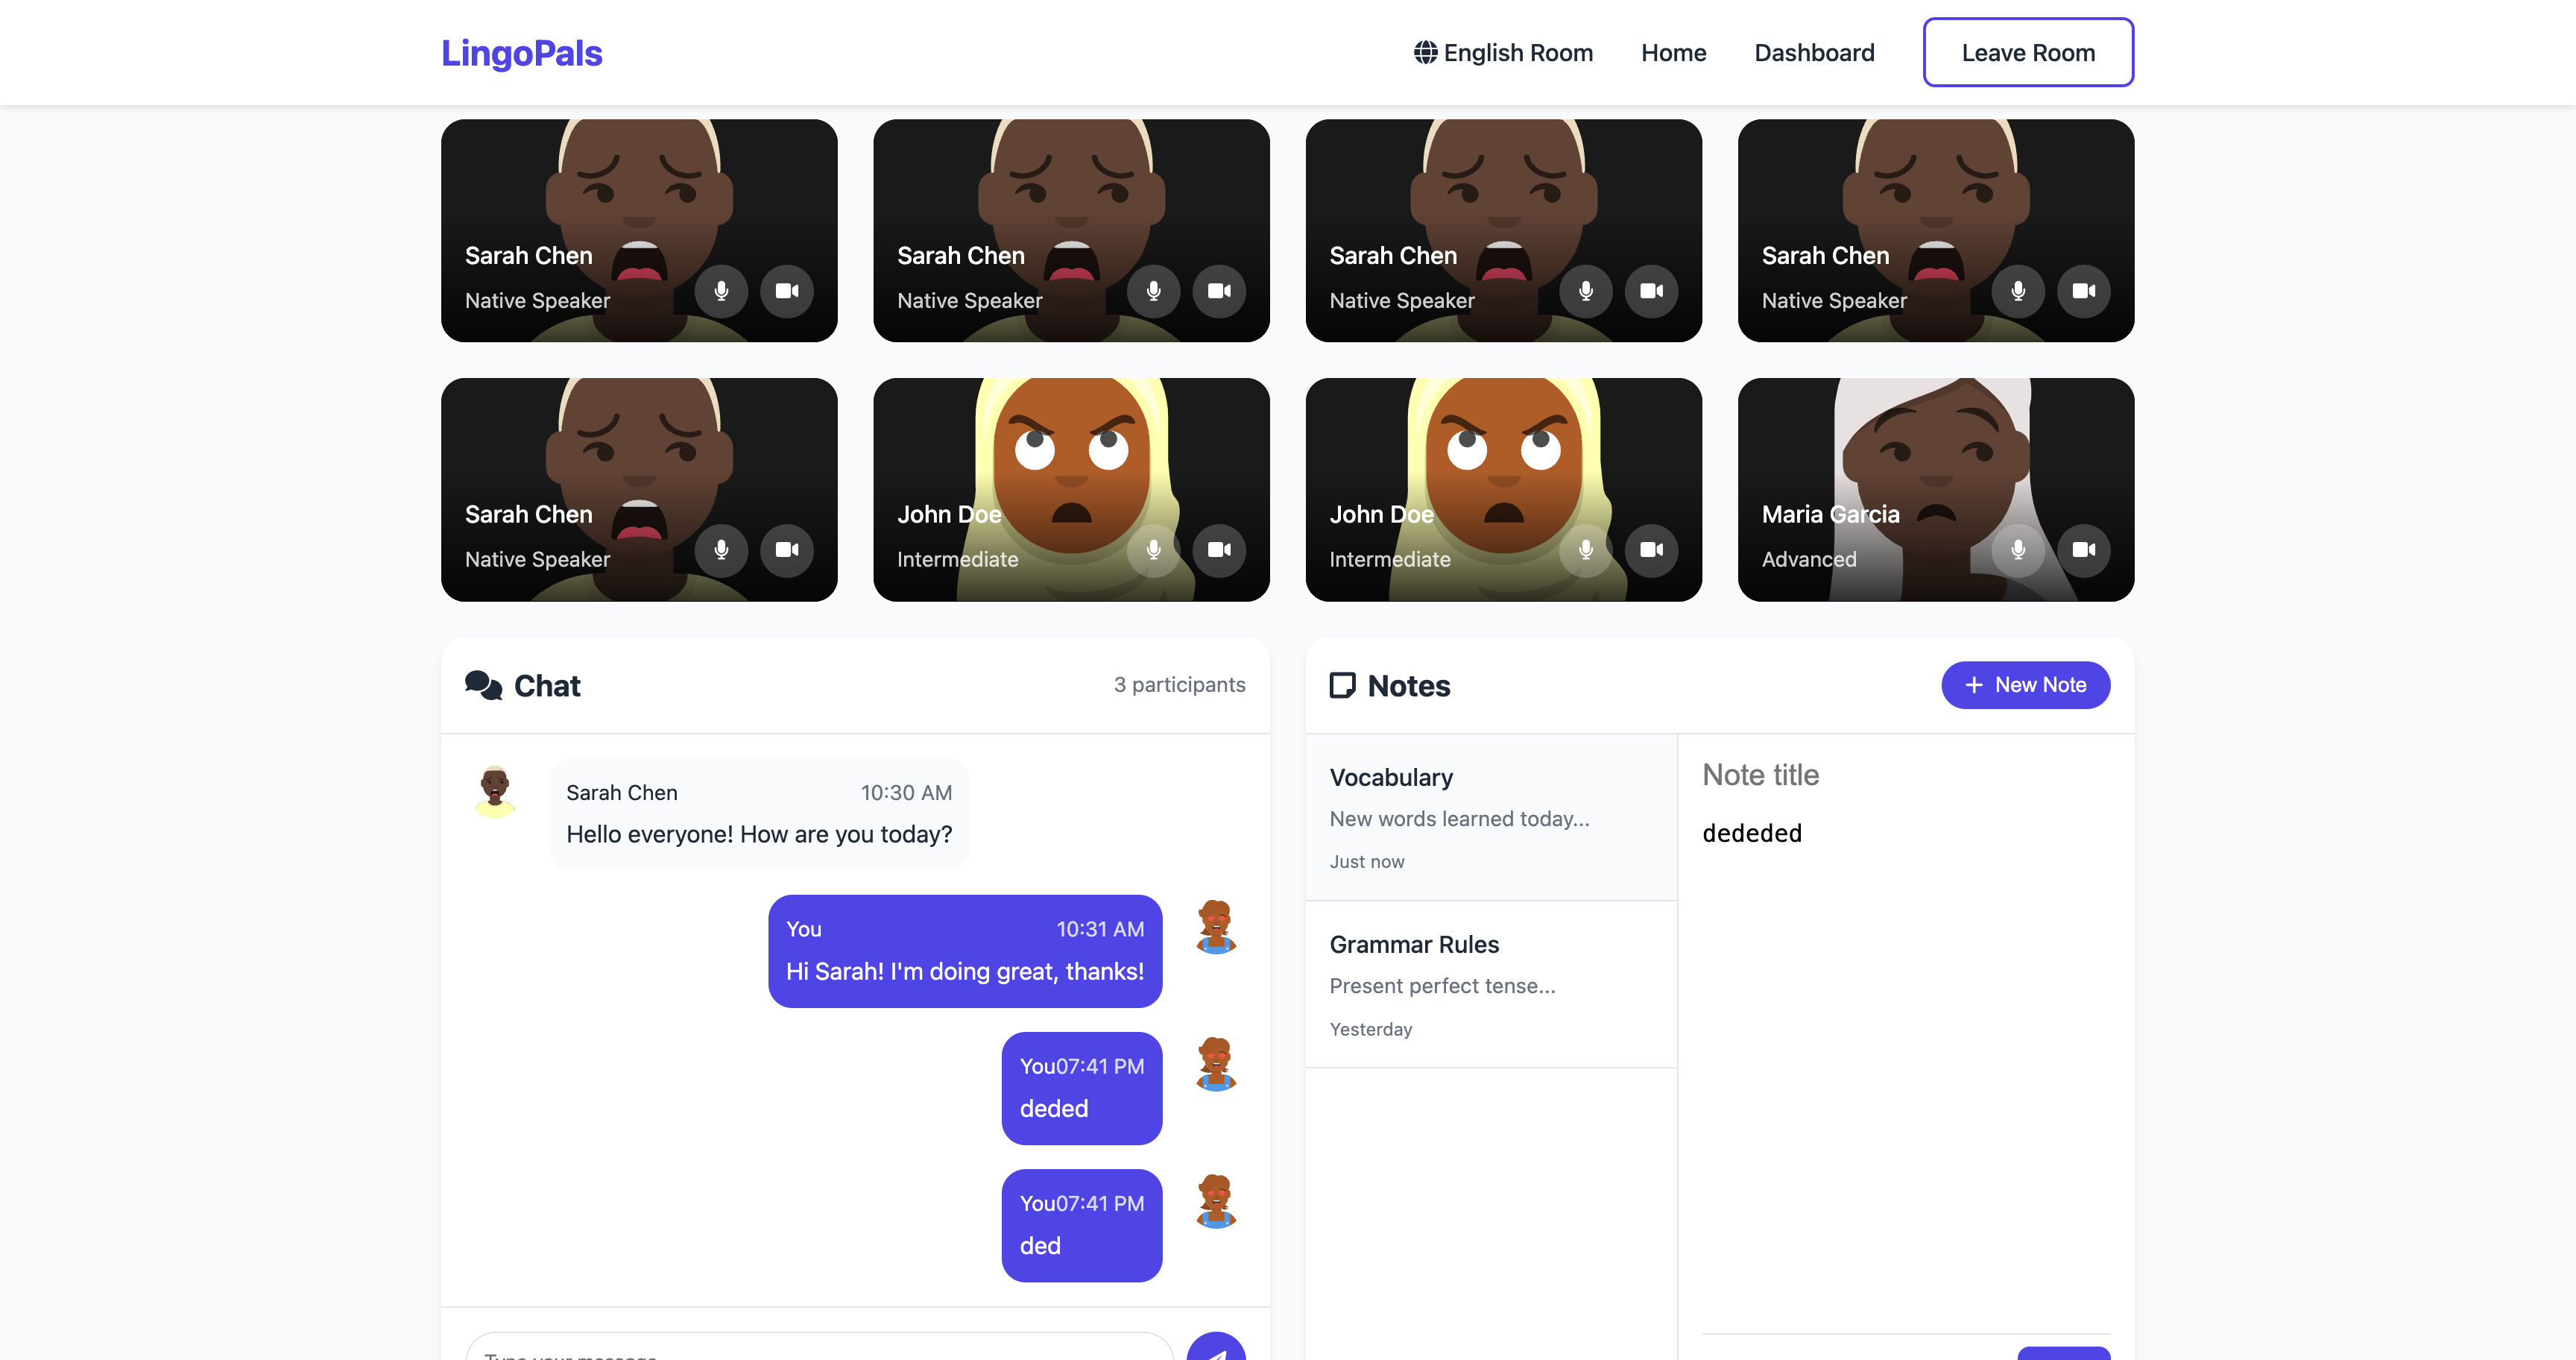 LingoPals
English Room Home Dashboard Leave Room
Sarah Chen
Native Speaker
Sarah Chen
Native Speaker
Sarah Chen
Native Speaker
Sarah Chen
Native Speaker
Sarah Chen
Native Speaker
John Doe
Intermediate
John Doe
Intermediate
Maria Garcia
Advanced
Chat
3 participants
Sarah Chen 10:30 AM
Hello everyone! How are you today?
You 10:31 AM
Hi Sarah! I'm doing great, thanks!
You07:41 PM
deded
You07:41 PM
ded
Type your message
Notes
+ New Note
Vocabulary
New words learned today...
Just now
Grammar Rules
Present perfect tense...
Yesterday
Note title
dededed